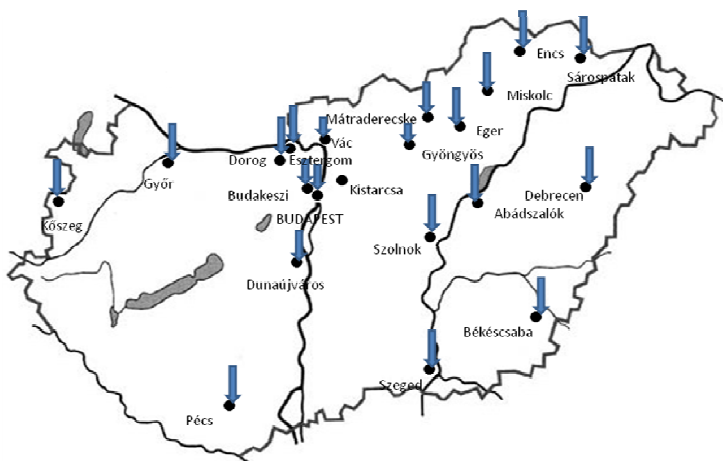 Encs
Sárospatak
Miskolc
Mátraderecske
Eger
Vác
Gyöngyös
Dorog
Esztergom
Győr
Budakeszi
Kistarcsa
Debrecen
Kőszeg
BUDAPEST
Abádszalók
Szolnok
Dunaújváros
Békéscsaba
Szeged
Pécs